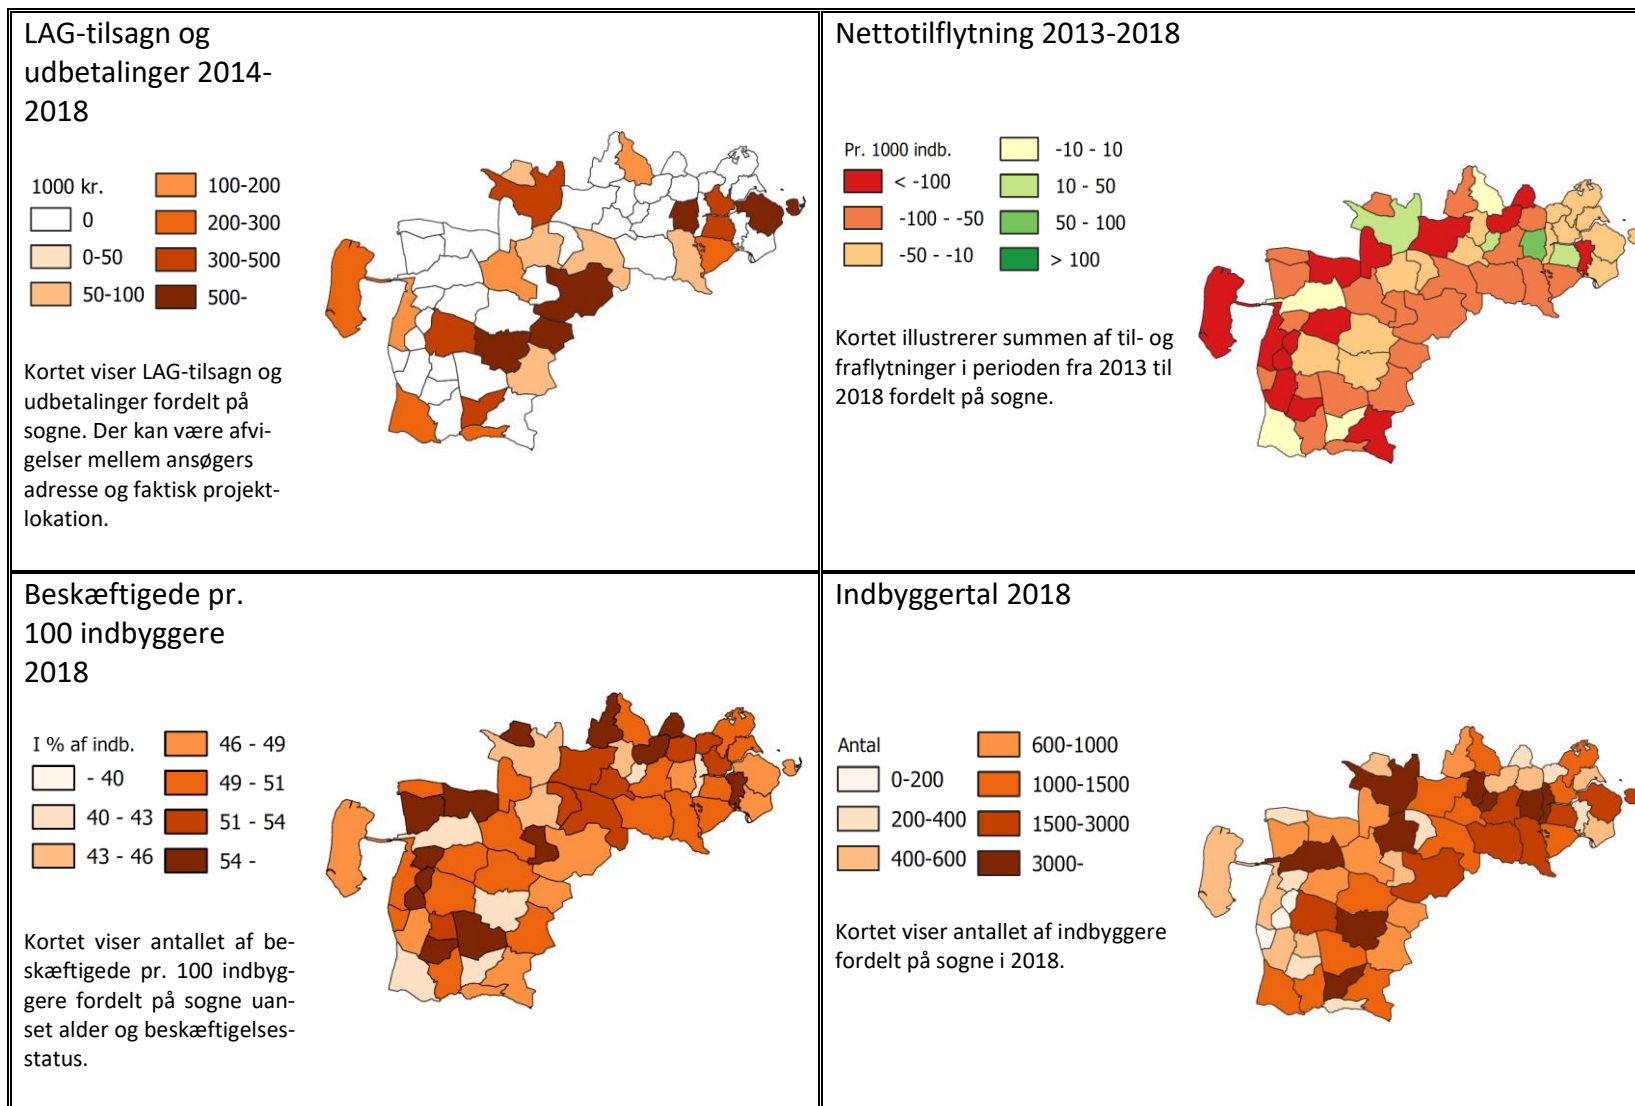 LAG-tilsagn og
udbetalinger 2014-
2018
1000 kr.
0
0-50
50-100
100-200
200-300
300-500
500-
Kortet viser LAG-tilsagn og
udbetalinger fordelt på
sogne. Der kan være afvi-
gelser mellem ansøgers
adresse og faktisk projekt-
lokation.
Nettotilflytning 2013-2018
Pr. 1000 indb.
< -100
-100 - -50
-50 - -10
-10 - 10
10 - 50
50 - 100
> 100
Kortet illustrerer summen af til- og
fraflytninger i perioden fra 2013 til
2018 fordelt på sogne.
Beskæftigede pr.
100 indbyggere
2018
I % af indb.
- 40
40 - 43
43 - 46
46 - 49
49 - 51
51 - 54
54 -
Kortet viser antallet af be-
skæftigede pr. 100 indbyg-
gere fordelt på sogne uan-
set alder og beskæftigelses-
status.
Indbyggertal 2018
Antal
0-200
200-400
400-600
600-1000
1000-1500
1500-3000
3000-
Kortet viser antallet af indbyggere
fordelt på sogne i 2018.